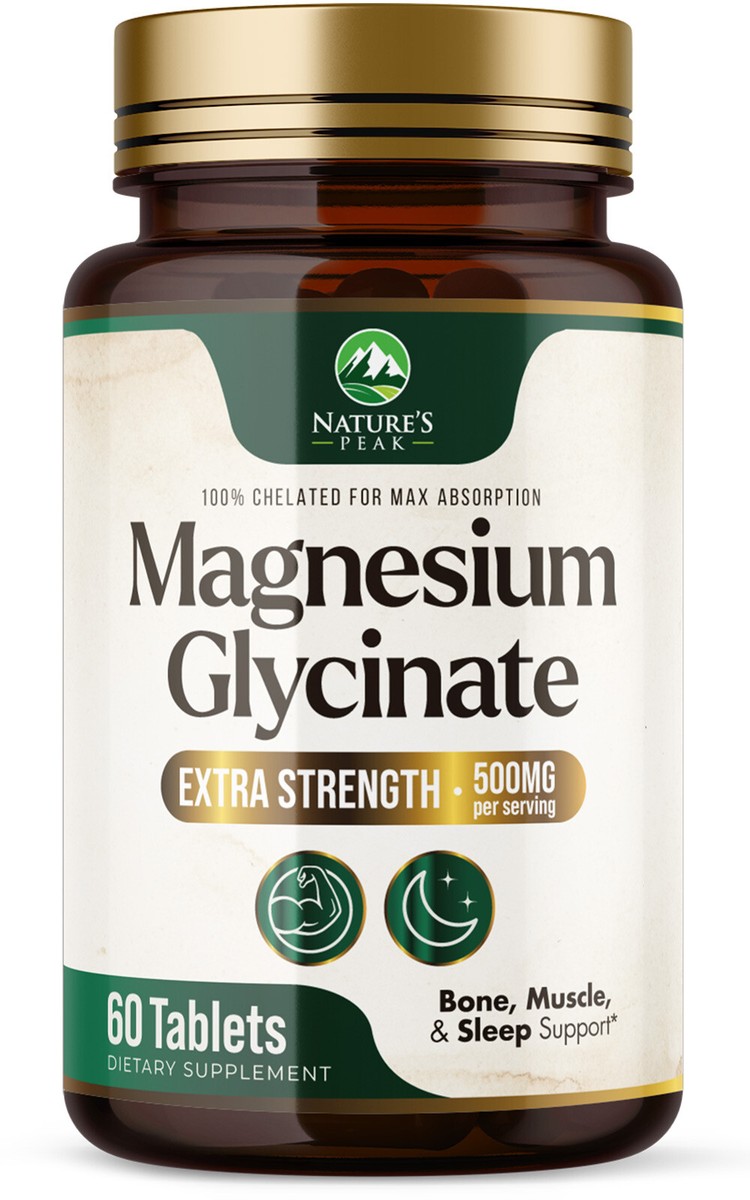 NATURE'S
PEAK
100% CHELATED FOR MAX ABSORPTION
Magnesium
Glycinate
EXTRA STRENGTH · 500MG
per serving
Bone, Muscle,
& Sleep Support*
60 Tablets
DIETARY SUPPLEMENT